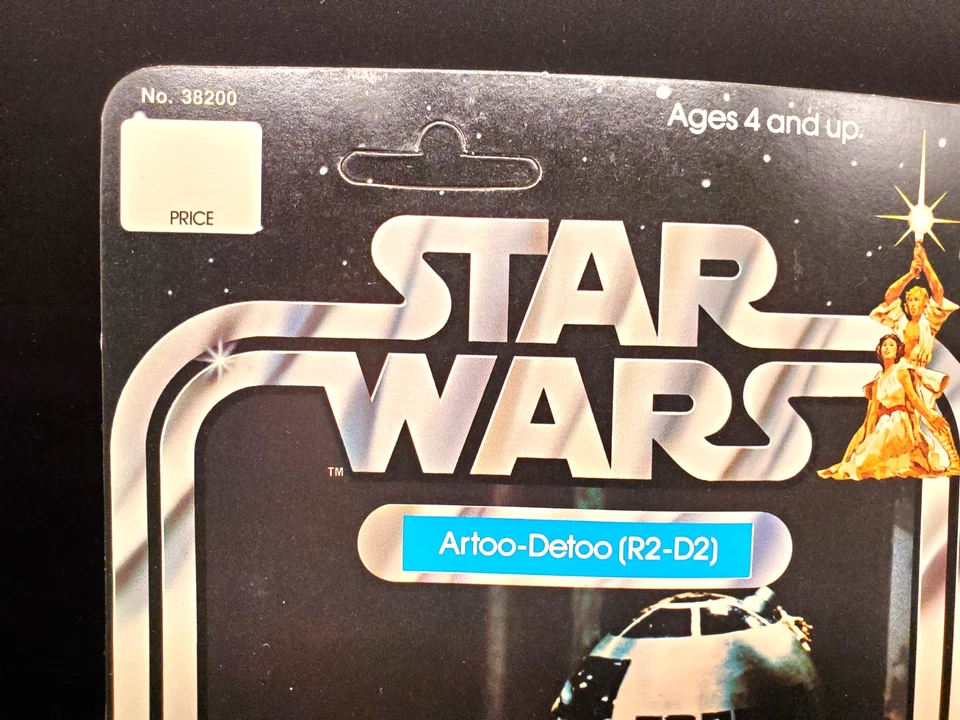 No. 38200
Ages 4 and up.
PRICE
STAR
WARS
TM
Artoo-Detoo (R2-D2)